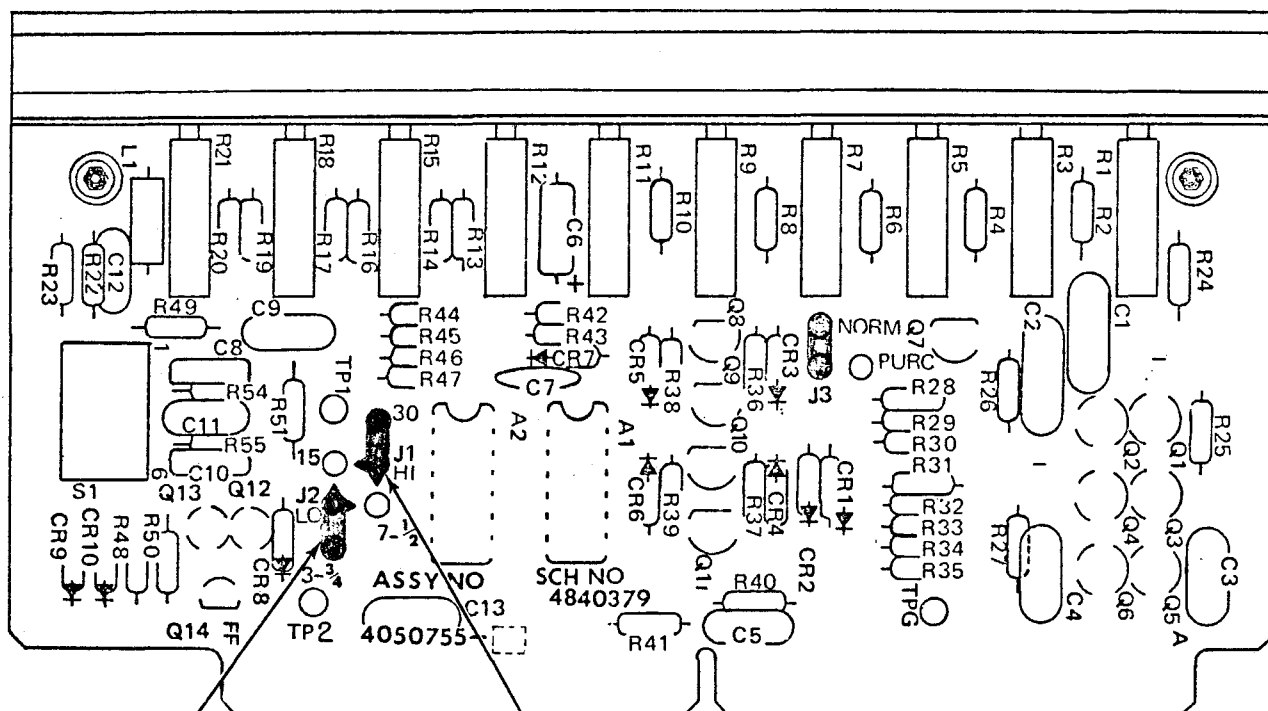 L1
R21
R18
R15
R12
R11
R9
R7
R5
R3
R1
R23
R22
C12
R20
R19
R17
R16
R14
R13
C6
+
R10
R8
R6
R4
R2
R24
R49
C9
R44
R45
R46
R47
R42
R43
CR7
C7
Q8
Q9
CR5
R38
R36
CR3
NORM
PURC
J3
Q7
C2
C1
1
C8
R54
C11
R55
C10
6
S1
R51
TP1
30
J1
HI
15
J2
LO
7-½
3-¾
TP2
A2
A1
Q10
Q11
CR6
R39
R37
CR4
CR2
CR1
R28
R29
R30
R31
R32
R33
R34
R35
TPG
R26
R27
C4
Q2
Q1
Q4
Q3
Q6
Q5
A
R25
C3
Q13
Q12
CR9
CR10
R48
R50
CR8
Q14
FF
ASSY NO
4050755-
C13
SCH NO
4840379
R40
C5
R41